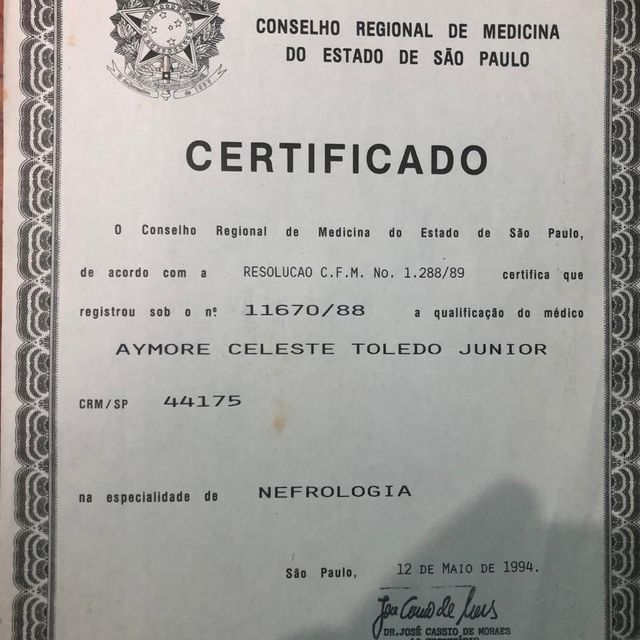 CONSELHO REGIONAL DE MEDICINA
DO ESTADO DE SÃO PAULO
CERTIFICADO
O Conselho Regional de Medicina do Estado de São Paulo,
de acordo com a RESOLUCAO C.F.M. No. 1.288/89 certifica que
registrou sob o nº 11670/88 a qualificação do médico
AYMORE CELESTE TOLEDO JUNIOR
CRM/SP 44175
na especialidade de NEFROLOGIA
São Paulo, 12 DE MAIO DE 1994.
DR.JOSÉ CASSIO DE MORAES